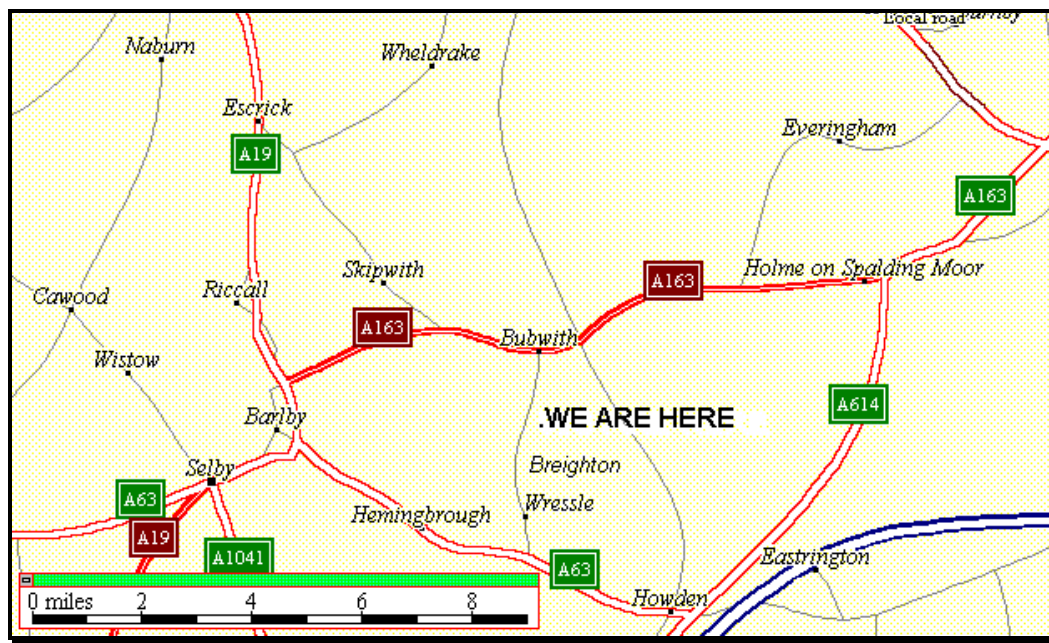 Local road
Naburn
Wheldrake
Escrick
Everingham
A19
A163
Skipwith
Holme on Spalding Moor
A163
Riccall
Cawood
A163
Bubwith
Wistow
A614
Barlby
.WE ARE HERE
Selby
Breighton
A63
Wressle
Hemingbrough
A19
A1041
Eastrington
A63
0 miles 2 4 6 8
Howden